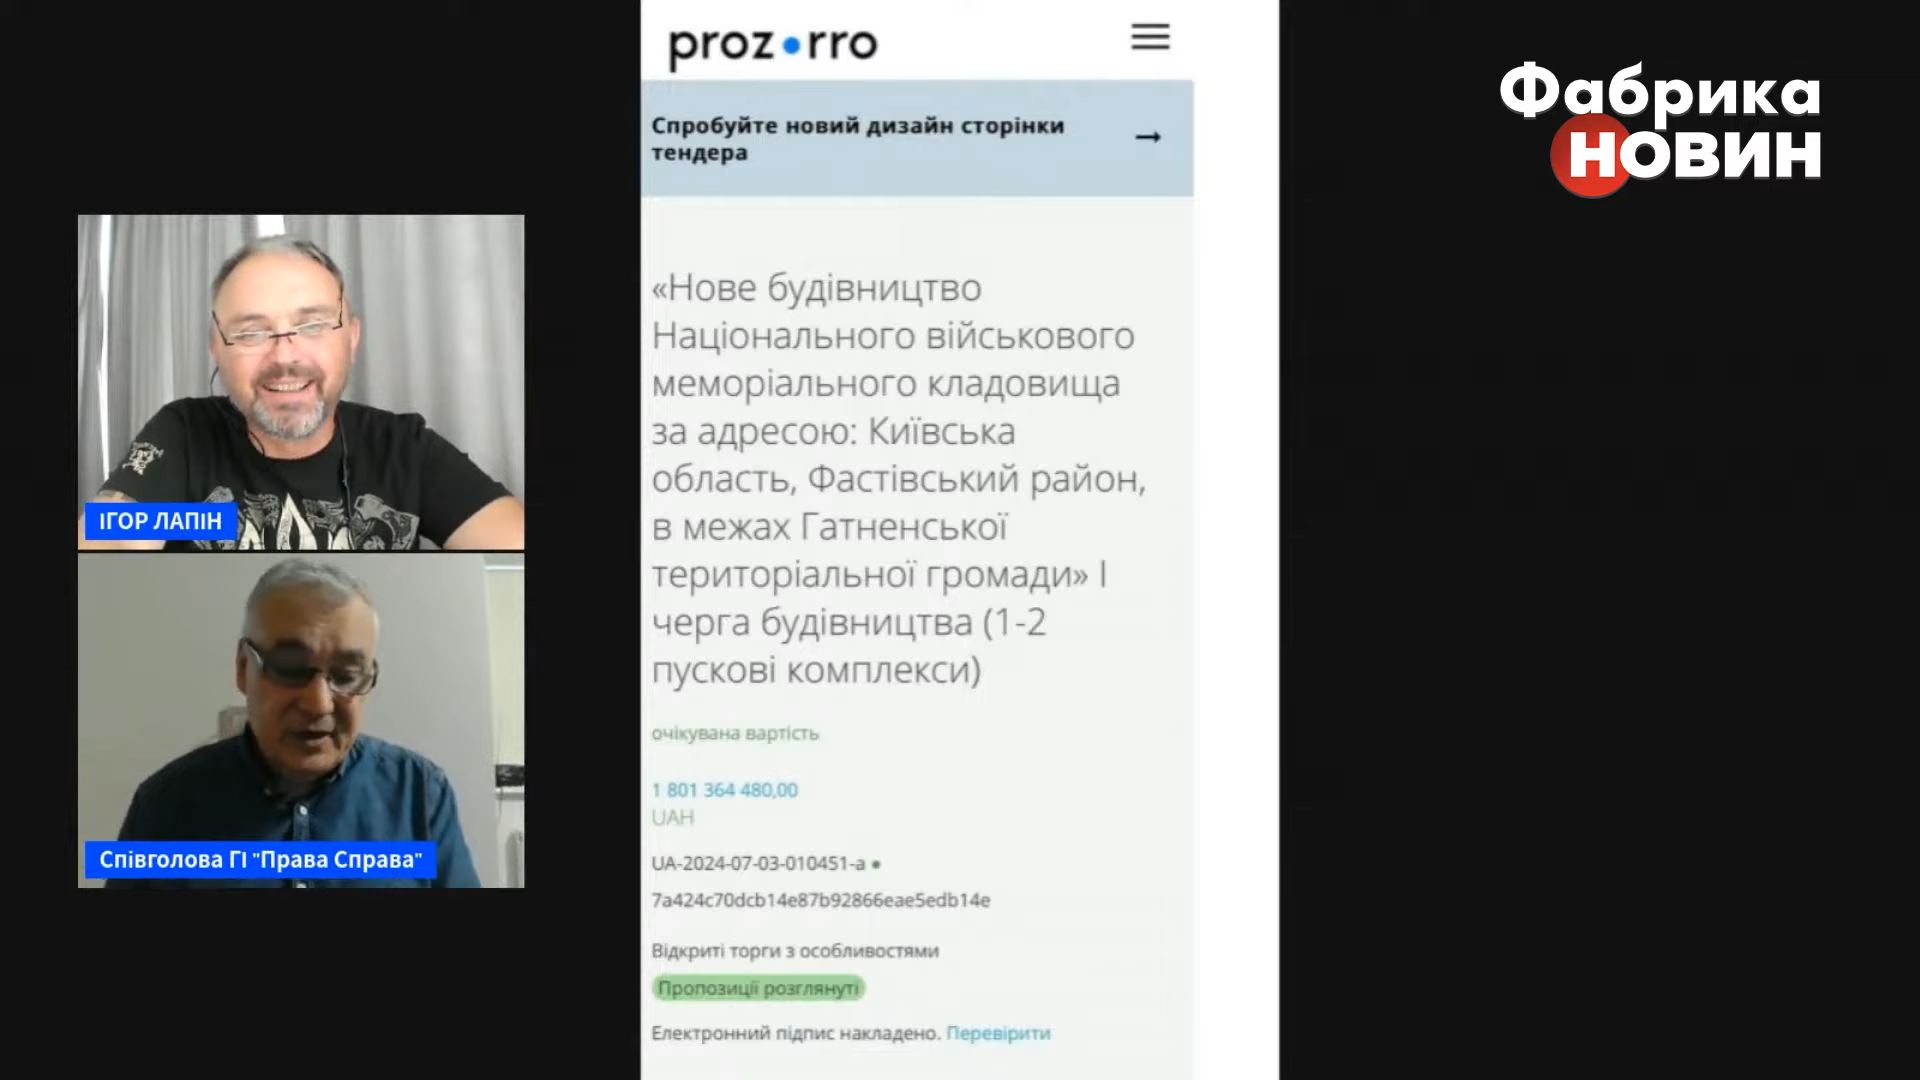 proz•rro
Спробуйте новий дизайн сторінки
тендера
«Нове будівництво
Національного військового
меморіального кладовища
за адресою: Київська
область, Фастівський район,
в межах Гатненської
територіальної громади» І
черга будівництва (1-2
пускові комплекси)
очікувана вартість
1 801 364 480,00
UAH
UA-2024-07-03-010451-a
7a424c70dcb14e87b92866eae5edb14e
Відкриті торги з особливостями
Пропозиції розглянуті
Електронний підпис накладено. Перевірити
ІГОР ЛАПІН
Співголова ГІ "Права Справа"
Фабрика
НОВИН